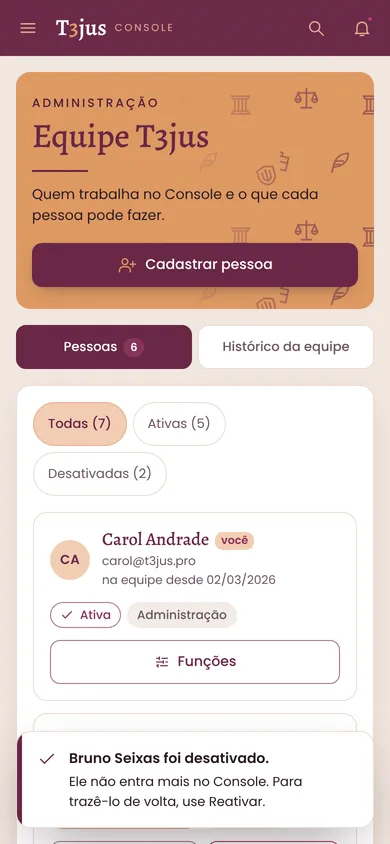 T3jus CONSOLE
ADMINISTRAÇÃO
Equipe T3jus
Quem trabalha no Console e o que cada
pessoa pode fazer.
Cadastrar pessoa
Pessoas 6
Histórico da equipe
Todas (7)
Ativas (5)
Desativadas (2)
CA
Carol Andrade você
carol@t3jus.pro
na equipe desde 02/03/2026
Ativa
Administração
Funções
Bruno Seixas foi desativado.
Ele não entra mais no Console. Para
trazê-lo de volta, use Reativar.